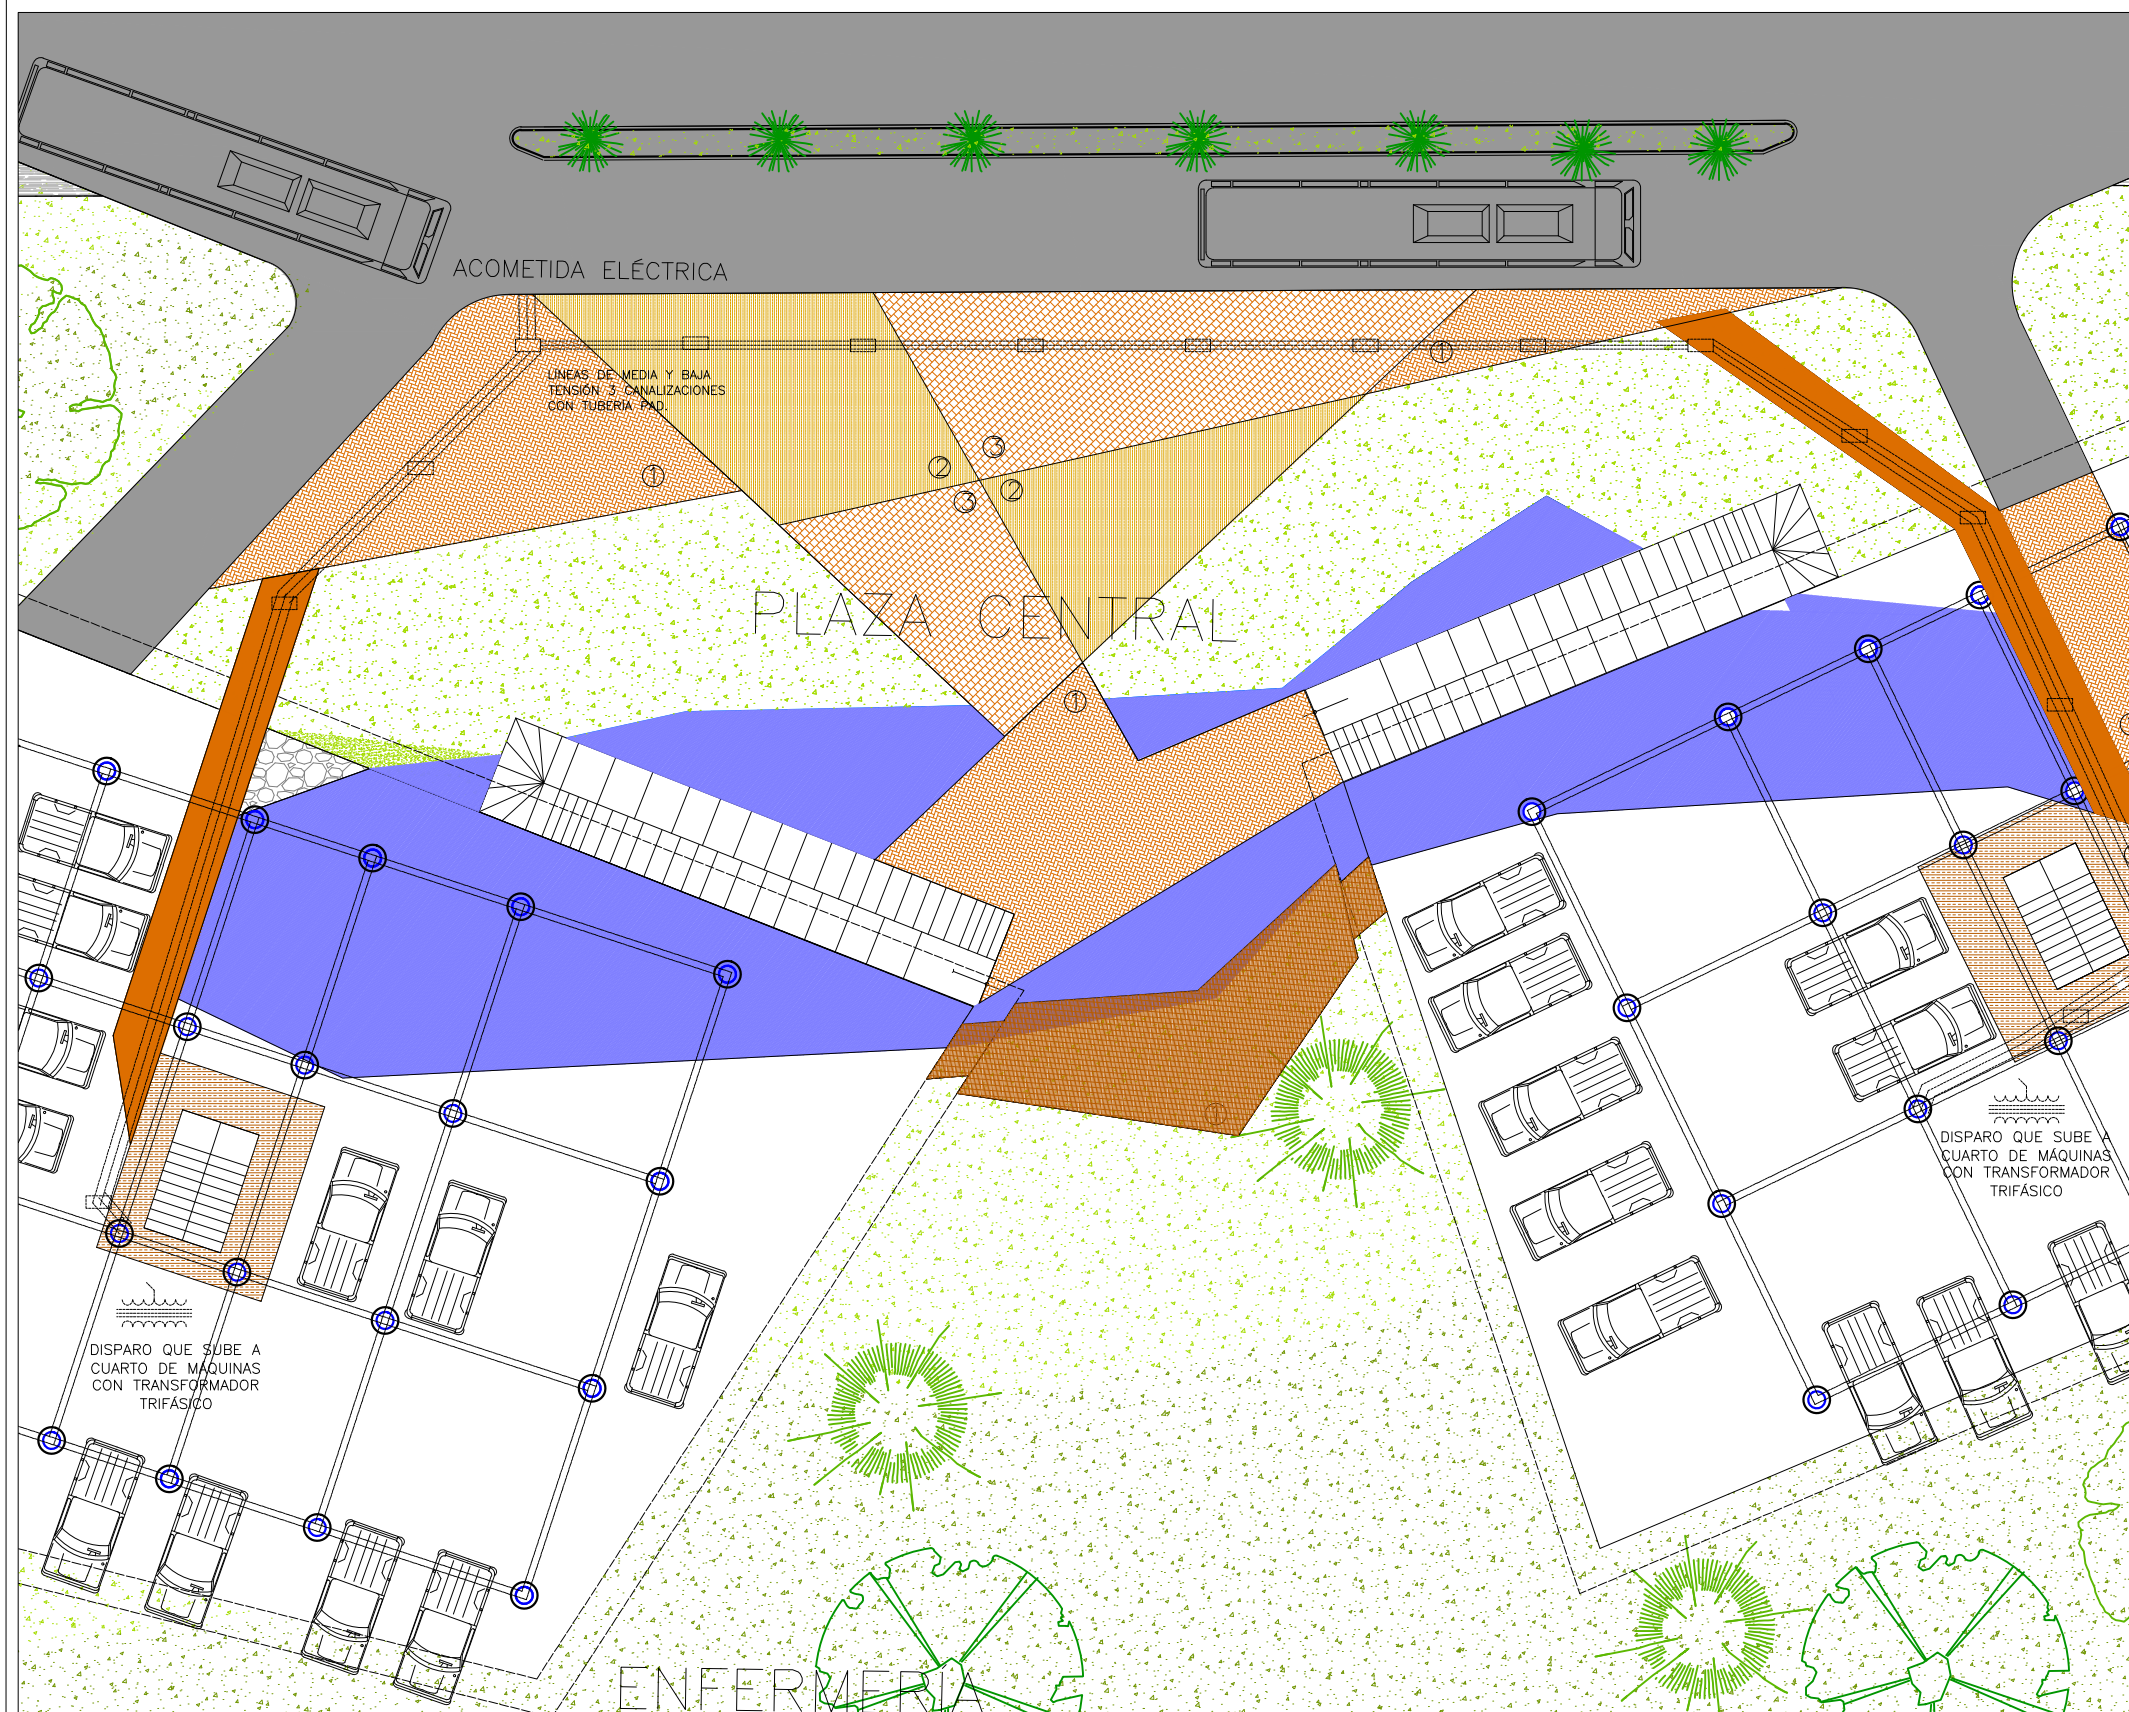 ACOMETIDA ELÉCTRICA
1
LINEAS DE MEDIA Y BAJA
TENSIÓN 3 CANALIZACIONES
CON TUBERIA PAD.
3
2
1
2
3
PLAZA CENTRAL
1
1
DISPARO QUE SUBE A
CUARTO DE MÁQUINAS
CON TRANSFORMADOR
TRIFÁSICO
DISPARO QUE SUBE A
CUARTO DE MÁQUINAS
CON TRANSFORMADOR
TRIFÁSICO
ENFERMERIA